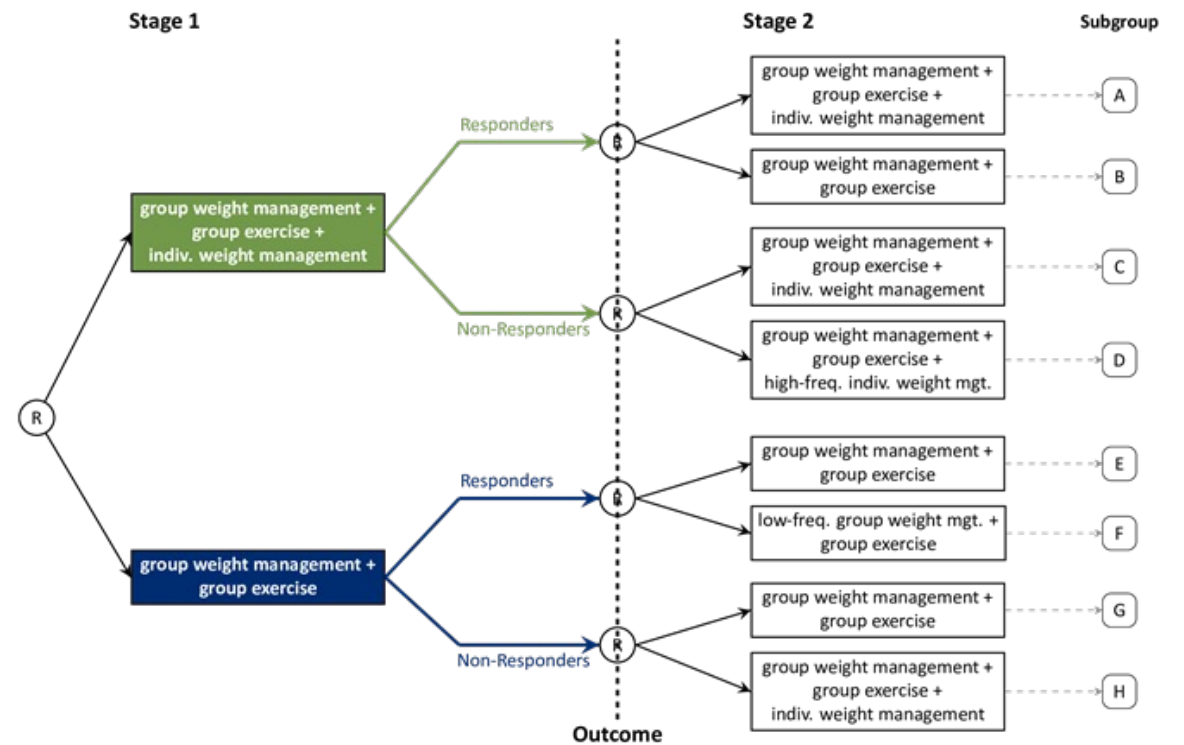 Stage 1
Stage 2
Subgroup
group weight management +
group exercise +
indiv. weight management
A
Responders
R
group weight management +
group exercise
B
group weight management +
group exercise +
indiv. weight management
group weight management +
group exercise +
indiv. weight management
C
Non-Responders
R
group weight management +
group exercise +
high-freq. indiv. weight mgt.
D
R
group weight management +
group exercise
E
Responders
R
low-freq. group weight mgt. +
group exercise
F
group weight management +
group exercise
group weight management +
group exercise
G
Non-Responders
R
group weight management +
group exercise +
indiv. weight management
H
Outcome